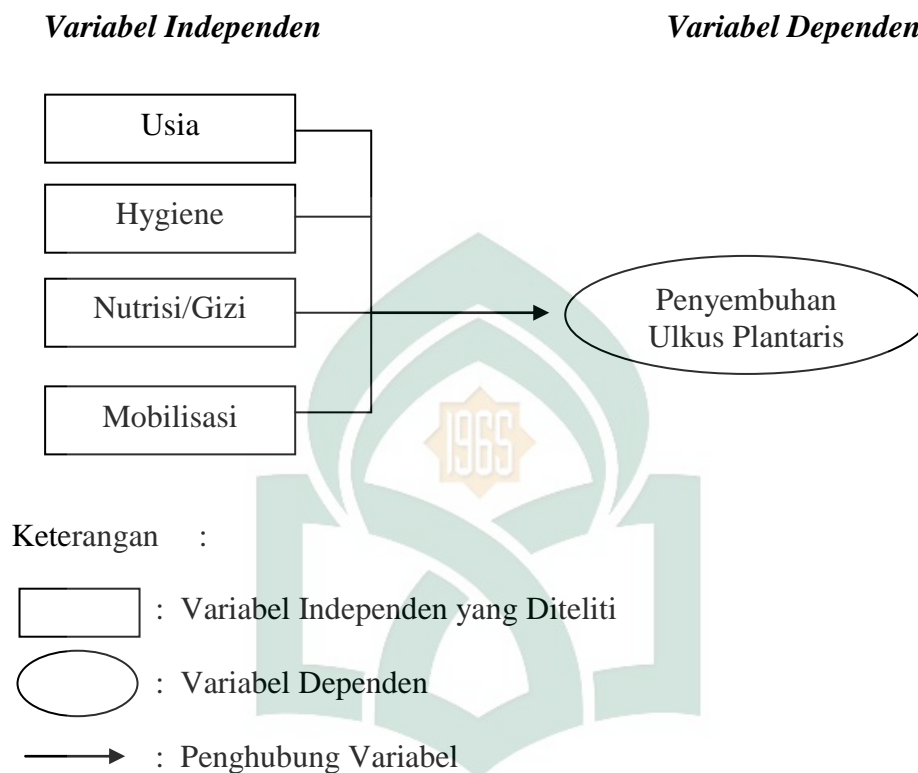 Variabel Independen Variabel Dependen
Usia
Hygiene
Nutrisi/Gizi
Mobilisasi
Penyembuhan
Ulkus Plantaris
1965
Keterangan :
: Variabel Independen yang Diteliti
: Variabel Dependen
: Penghubung Variabel